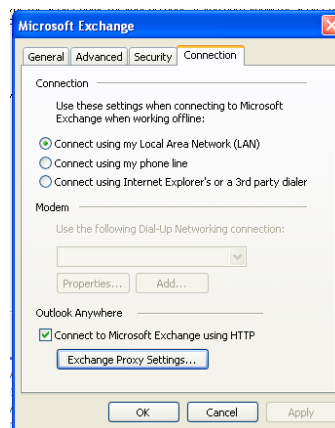 Microsoft Exchange
General Advanced Security Connection
Connection
Use these settings when connecting to Microsoft
Exchange when working offline:
Connect using my Local Area Network (LAN)
Connect using my phone line
Connect using Internet Explorer's or a 3rd party dialer
Modem
Use the following Dial-Up Networking connection:
Properties... Add...
Outlook Anywhere
Connect to Microsoft Exchange using HTTP
Exchange Proxy Settings...
OK Cancel Apply